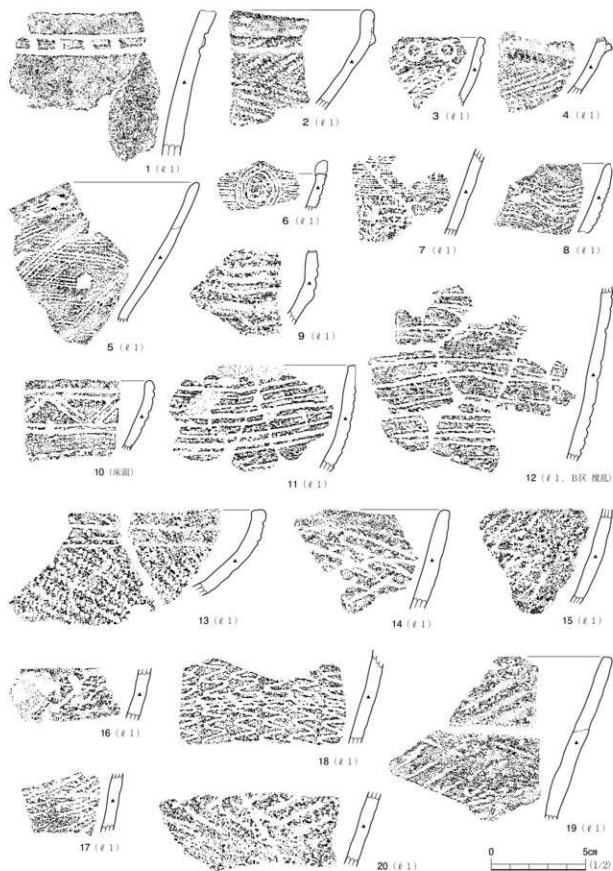 1 (ℓ 1)
2 (ℓ 1)
3 (ℓ 1)
4 (ℓ 1)
5 (ℓ 1)
6 (ℓ 1)
7 (ℓ 1)
8 (ℓ 1)
9 (ℓ 1)
10 (床面)
11 (ℓ 1)
12 (ℓ 1, B区 攪乱)
13 (ℓ 1)
14 (ℓ 1)
15 (ℓ 1)
16 (ℓ 1)
17 (ℓ 1)
18 (ℓ 1)
19 (ℓ 1)
20 (ℓ 1)
0 5cm
(1/2)